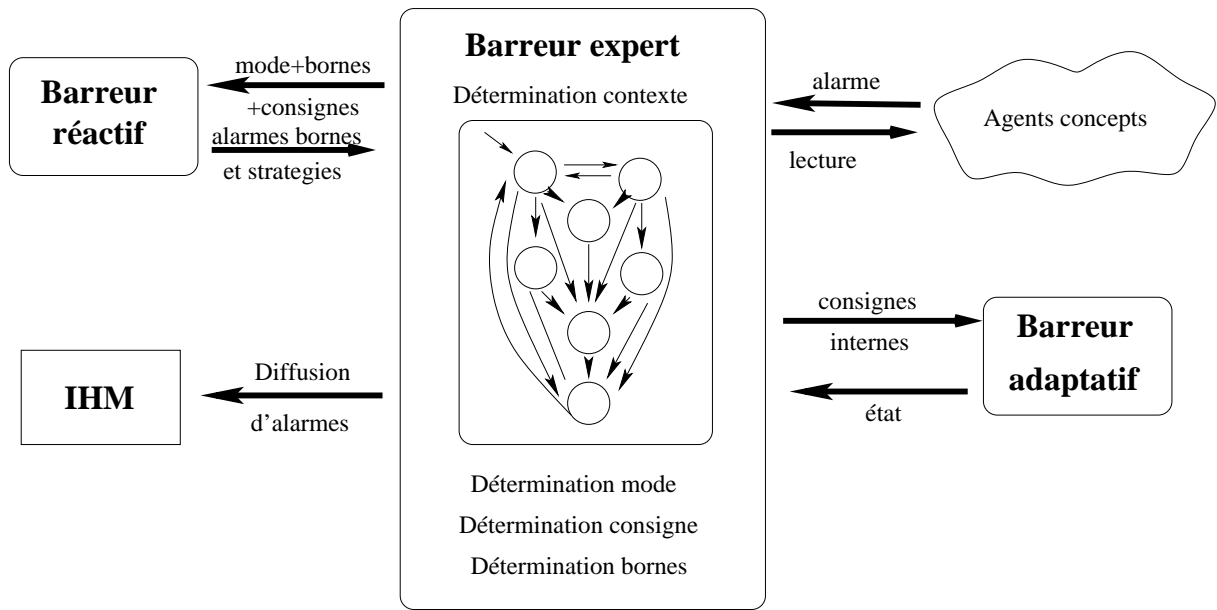 Barreur
réactif
mode+bornes
+consignes
alarmes bornes
et strategies
IHM
Diffusion
d'alarmes
Barreur expert
Détermination contexte
Détermination mode
Détermination consigne
Détermination bornes
alarme
lecture
Agents concepts
consignes
internes
état
Barreur
adaptatif